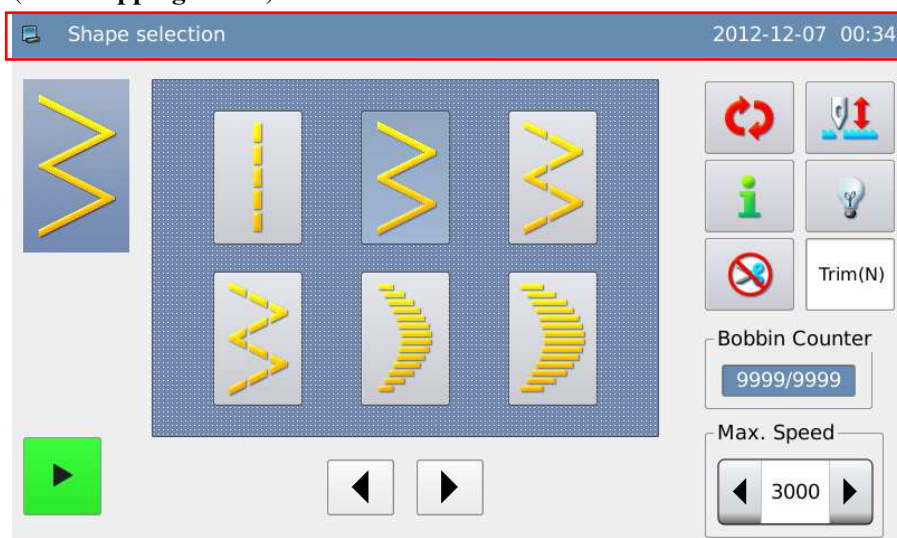 Shape selection 2012-12-07 00:34
Trim(N)
Bobbin Counter
9999/9999
Max. Speed
3000